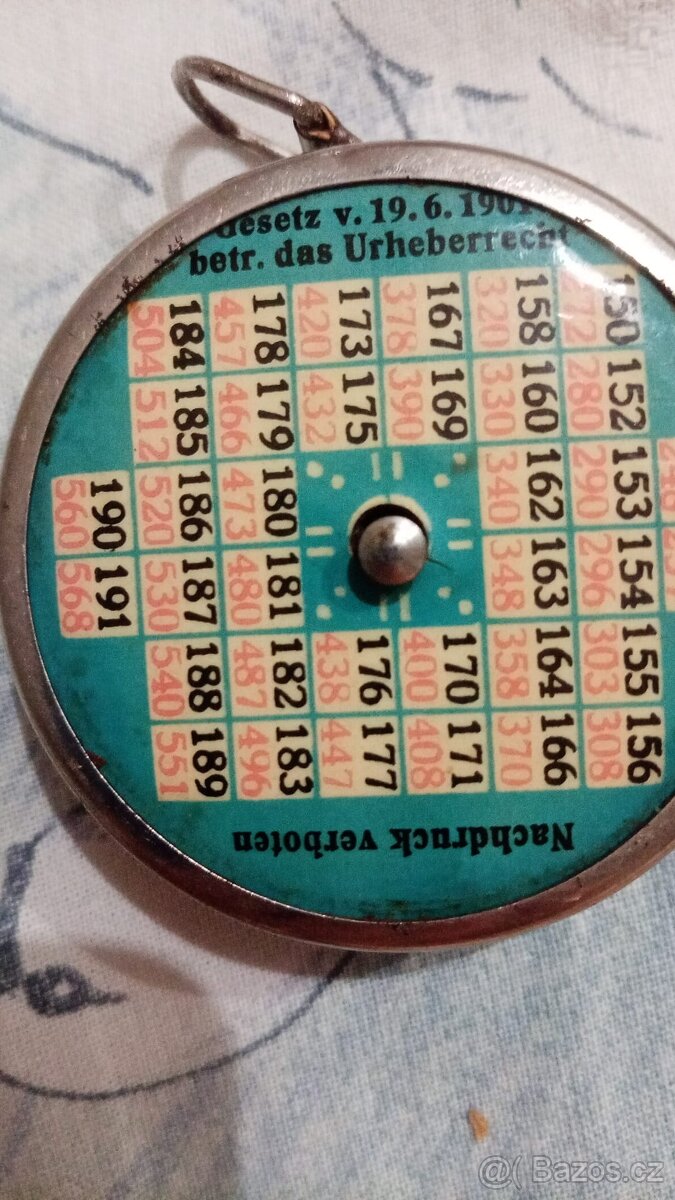 Gesetz v. 19.6.1901
betr. das Urheberrecht
150 152 153 154 155 156
280 290 296 303 308
158 160 162 163 164 166
320 330 340 348 358 370
167 169 170 171
378 390 400 408
173 175 176 177
420 432 438 447
178 179 180 181 182 183
457 466 473 480 487 496
184 185 186 187 188 189
504 512 520 530 540 551
190 191
560 568
Nachdruck verboten
Bazos.cz